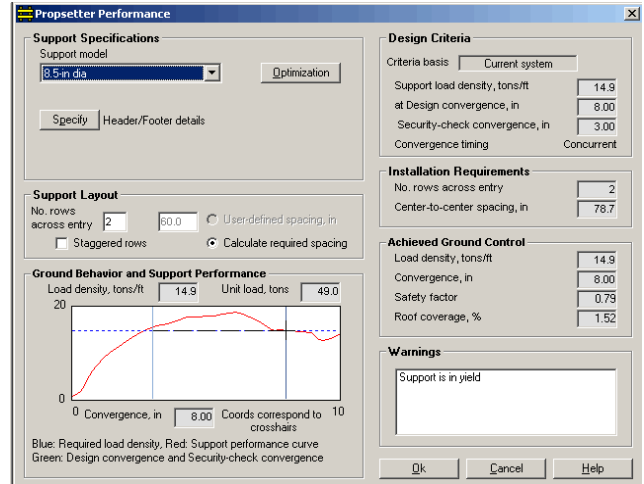 Propsetter Performance
Support Specifications
Support model
8.5-in dia
Optimization
Specify Header/Footer details
Support Layout
No. rows
across entry 2 60.0 User-defined spacing, in
Staggered rows Calculate required spacing
Ground Behavior and Support Performance
Load density, tons/ft 14.9 Unit load, tons 49.0
20
0
0 Convergence, in 8.00 Coords correspond to 10
crosshairs
Blue: Required load density, Red: Support performance curve
Green: Design convergence and Security-check convergence
Design Criteria
Criteria basis Current system
Support load density, tons/ft 14.9
at Design convergence, in 8.00
Security-check convergence, in 3.00
Convergence timing Concurrent
Installation Requirements
No. rows across entry 2
Center-to-center spacing, in 78.7
Achieved Ground Control
Load density, tons/ft 14.9
Convergence, in 8.00
Safety factor 0.79
Roof coverage, % 1.52
Warnings
Support is in yield
Ok Cancel Help